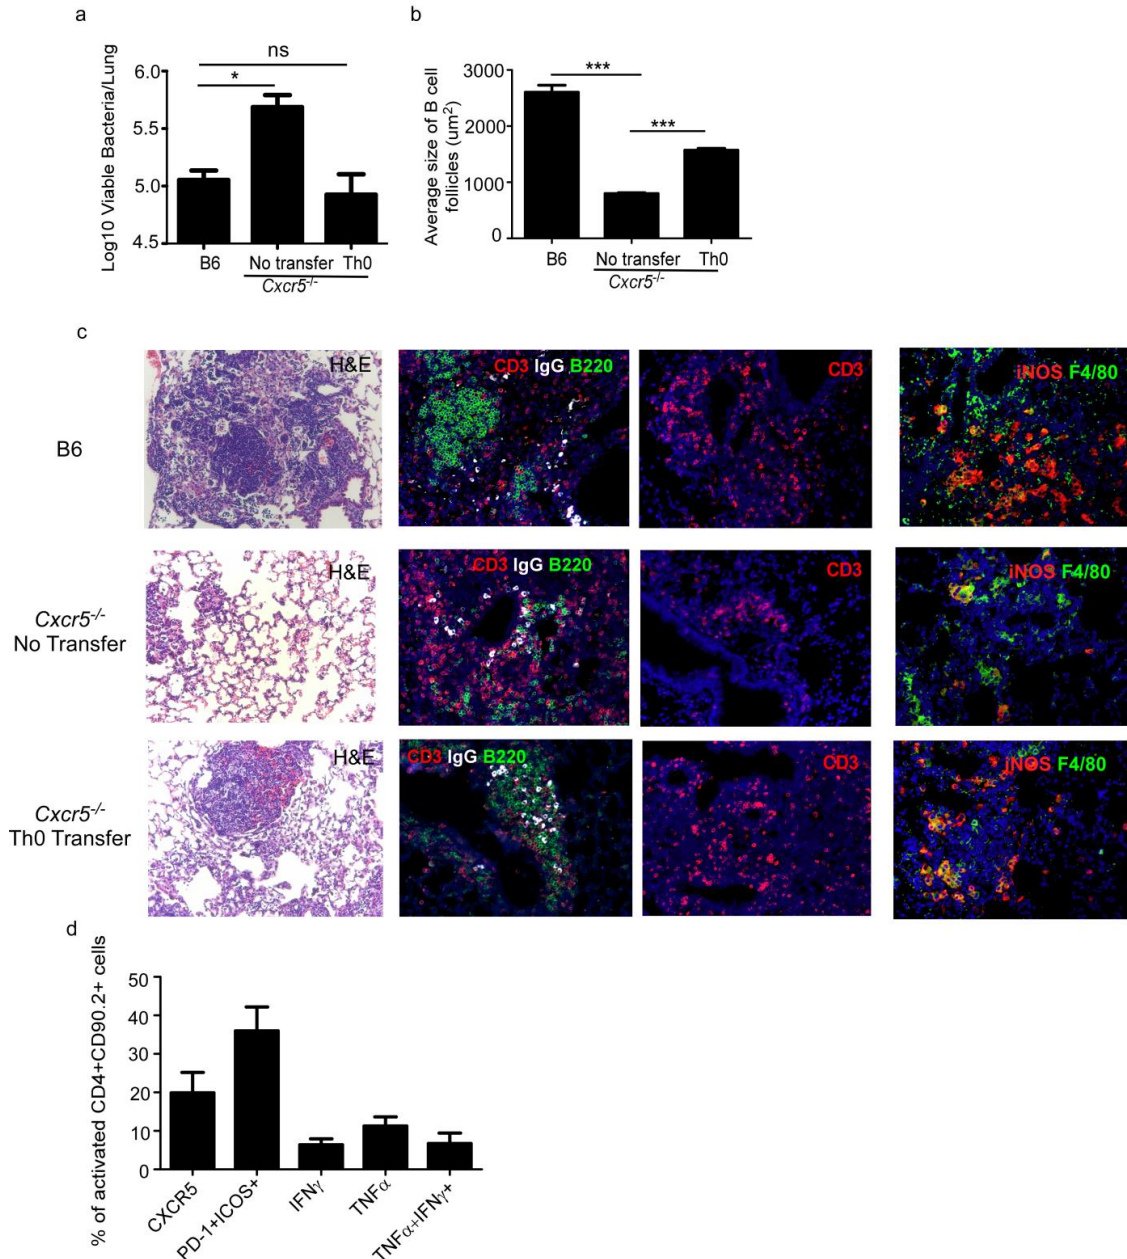 a
Log10 Viable Bacteria/Lung
6.0
5.5
5.0
4.5
ns
*
B6
No transfer
Th0
Cxcr5-/-
b
Average size of B cell
follicles (um2)
3000
2000
1000
0
***
***
B6
No transfer
Th0
Cxcr5-/-
c
B6
H&E
CD3 IgG B220
CD3
iNOS F4/80
Cxcr5-/-
No Transfer
H&E
CD3 IgG B220
CD3
iNOS F4/80
Cxcr5-/-
Th0 Transfer
H&E
CD3 IgG B220
CD3
iNOS F4/80
d
% of activated CD4+CD90.2+ cells
50
40
30
20
10
0
CXCR5
PD-1+ICOS+
IFNγ
TNFα
TNFα+IFNγ+